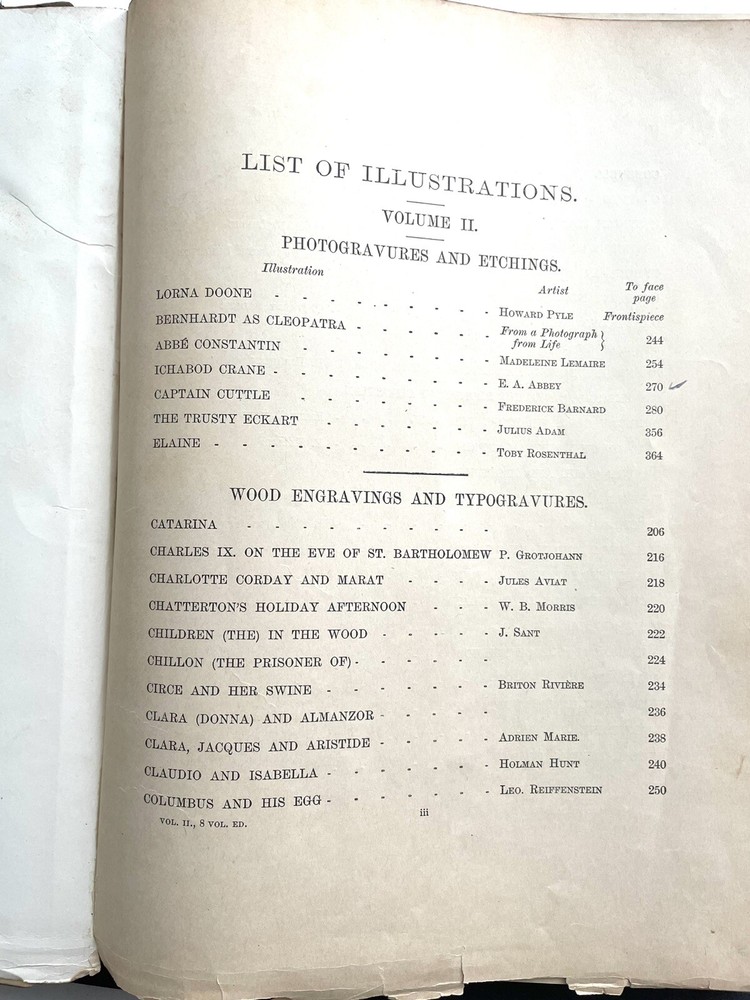 LIST OF ILLUSTRATIONS.
VOLUME II.
PHOTOGRAVURES AND ETCHINGS.
Illustration Artist To face page
LORNA DOONE - - - - - - - - HOWARD PYLE Frontispiece
BERNHARDT AS CLEOPATRA - - - - - From a Photograph from Life } 244
ABBÉ CONSTANTIN - - - - - - - MADELEINE LEMAIRE 254
ICHABOD CRANE - - - - - - - - E. A. ABBEY 270
CAPTAIN CUTTLE - - - - - - - FREDERICK BARNARD 280
THE TRUSTY ECKART - - - - - - JULIUS ADAM 356
ELAINE - - - - - - - - - - TOBY ROSENTHAL 364
WOOD ENGRAVINGS AND TYPOGRAVURES.
CATARINA - - - - - - - - - 206
CHARLES IX. ON THE EVE OF ST. BARTHOLOMEW P. GROTJOHANN 216
CHARLOTTE CORDAY AND MARAT - - - - JULES AVIAT 218
CHATTERTON'S HOLIDAY AFTERNOON - - - W. B. MORRIS 220
CHILDREN (THE) IN THE WOOD - - - - - J. SANT 222
CHILLON (THE PRISONER OF) - - - - - - 224
CIRCE AND HER SWINE - - - - - - - BRITON RIVIÈRE 234
CLARA (DONNA) AND ALMANZOR - - - - - 236
CLARA, JACQUES AND ARISTIDE - - - - - ADRIEN MARIE. 238
CLAUDIO AND ISABELLA - - - - - - - HOLMAN HUNT 240
COLUMBUS AND HIS EGG - - - - - - - LEO. REIFFENSTEIN 250
iii
VOL. II., 8 VOL. ED.